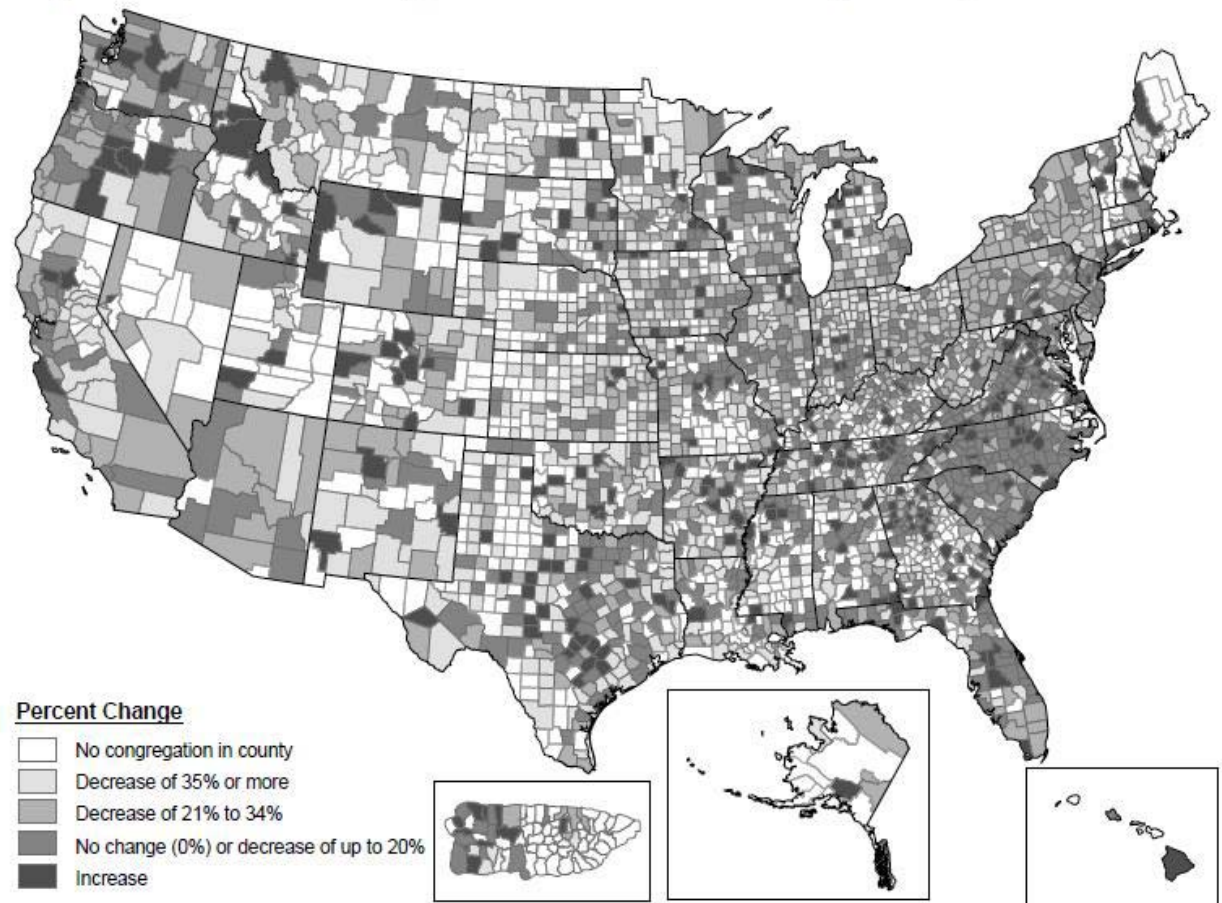 Percent Change
No congregation in county
Decrease of 35% or more
Decrease of 21% to 34%
No change (0%) or decrease of up to 20%
Increase